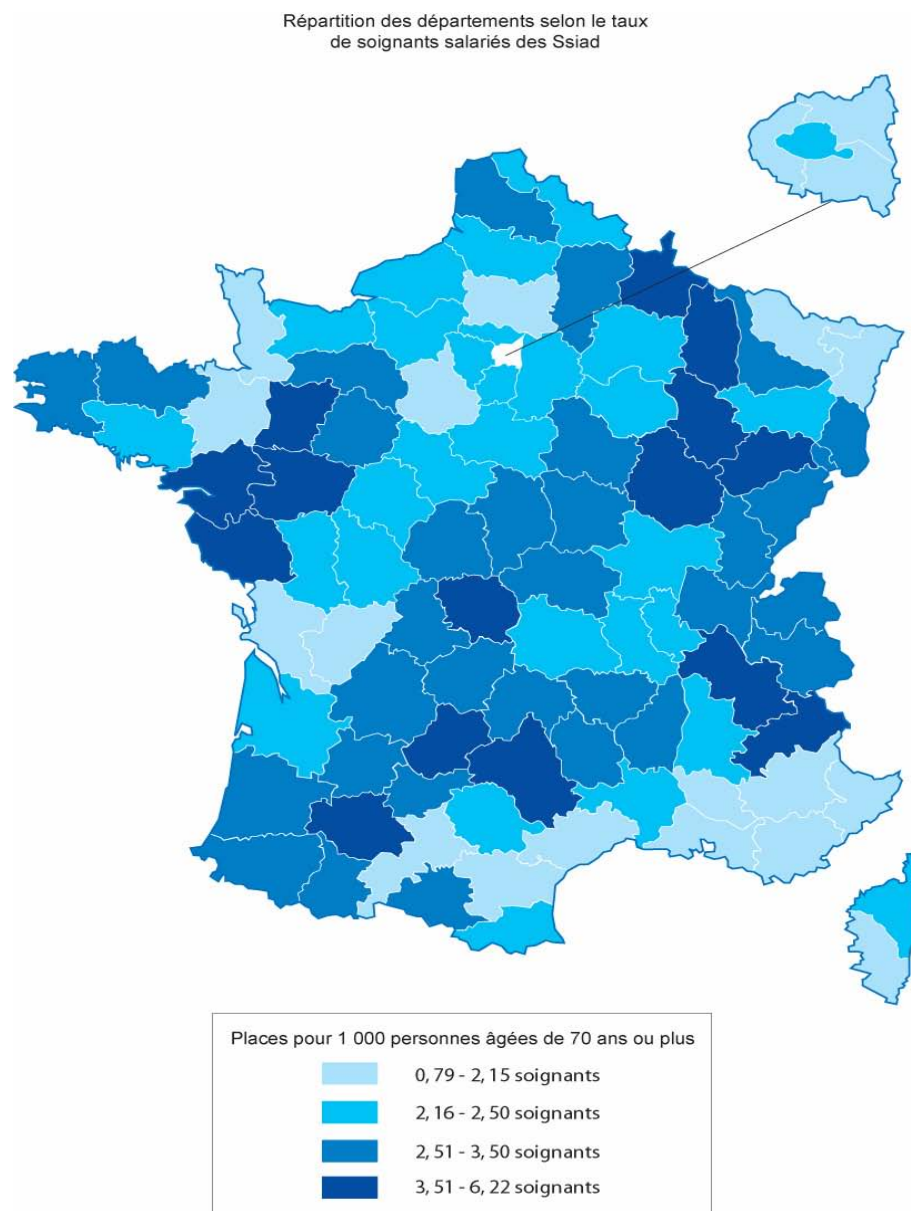 Répartition des départements selon le taux
de soignants salariés des Ssiad
Places pour 1 000 personnes âgées de 70 ans ou plus
0, 79 - 2, 15 soignants
2, 16 - 2, 50 soignants
2, 51 - 3, 50 soignants
3, 51 - 6, 22 soignants